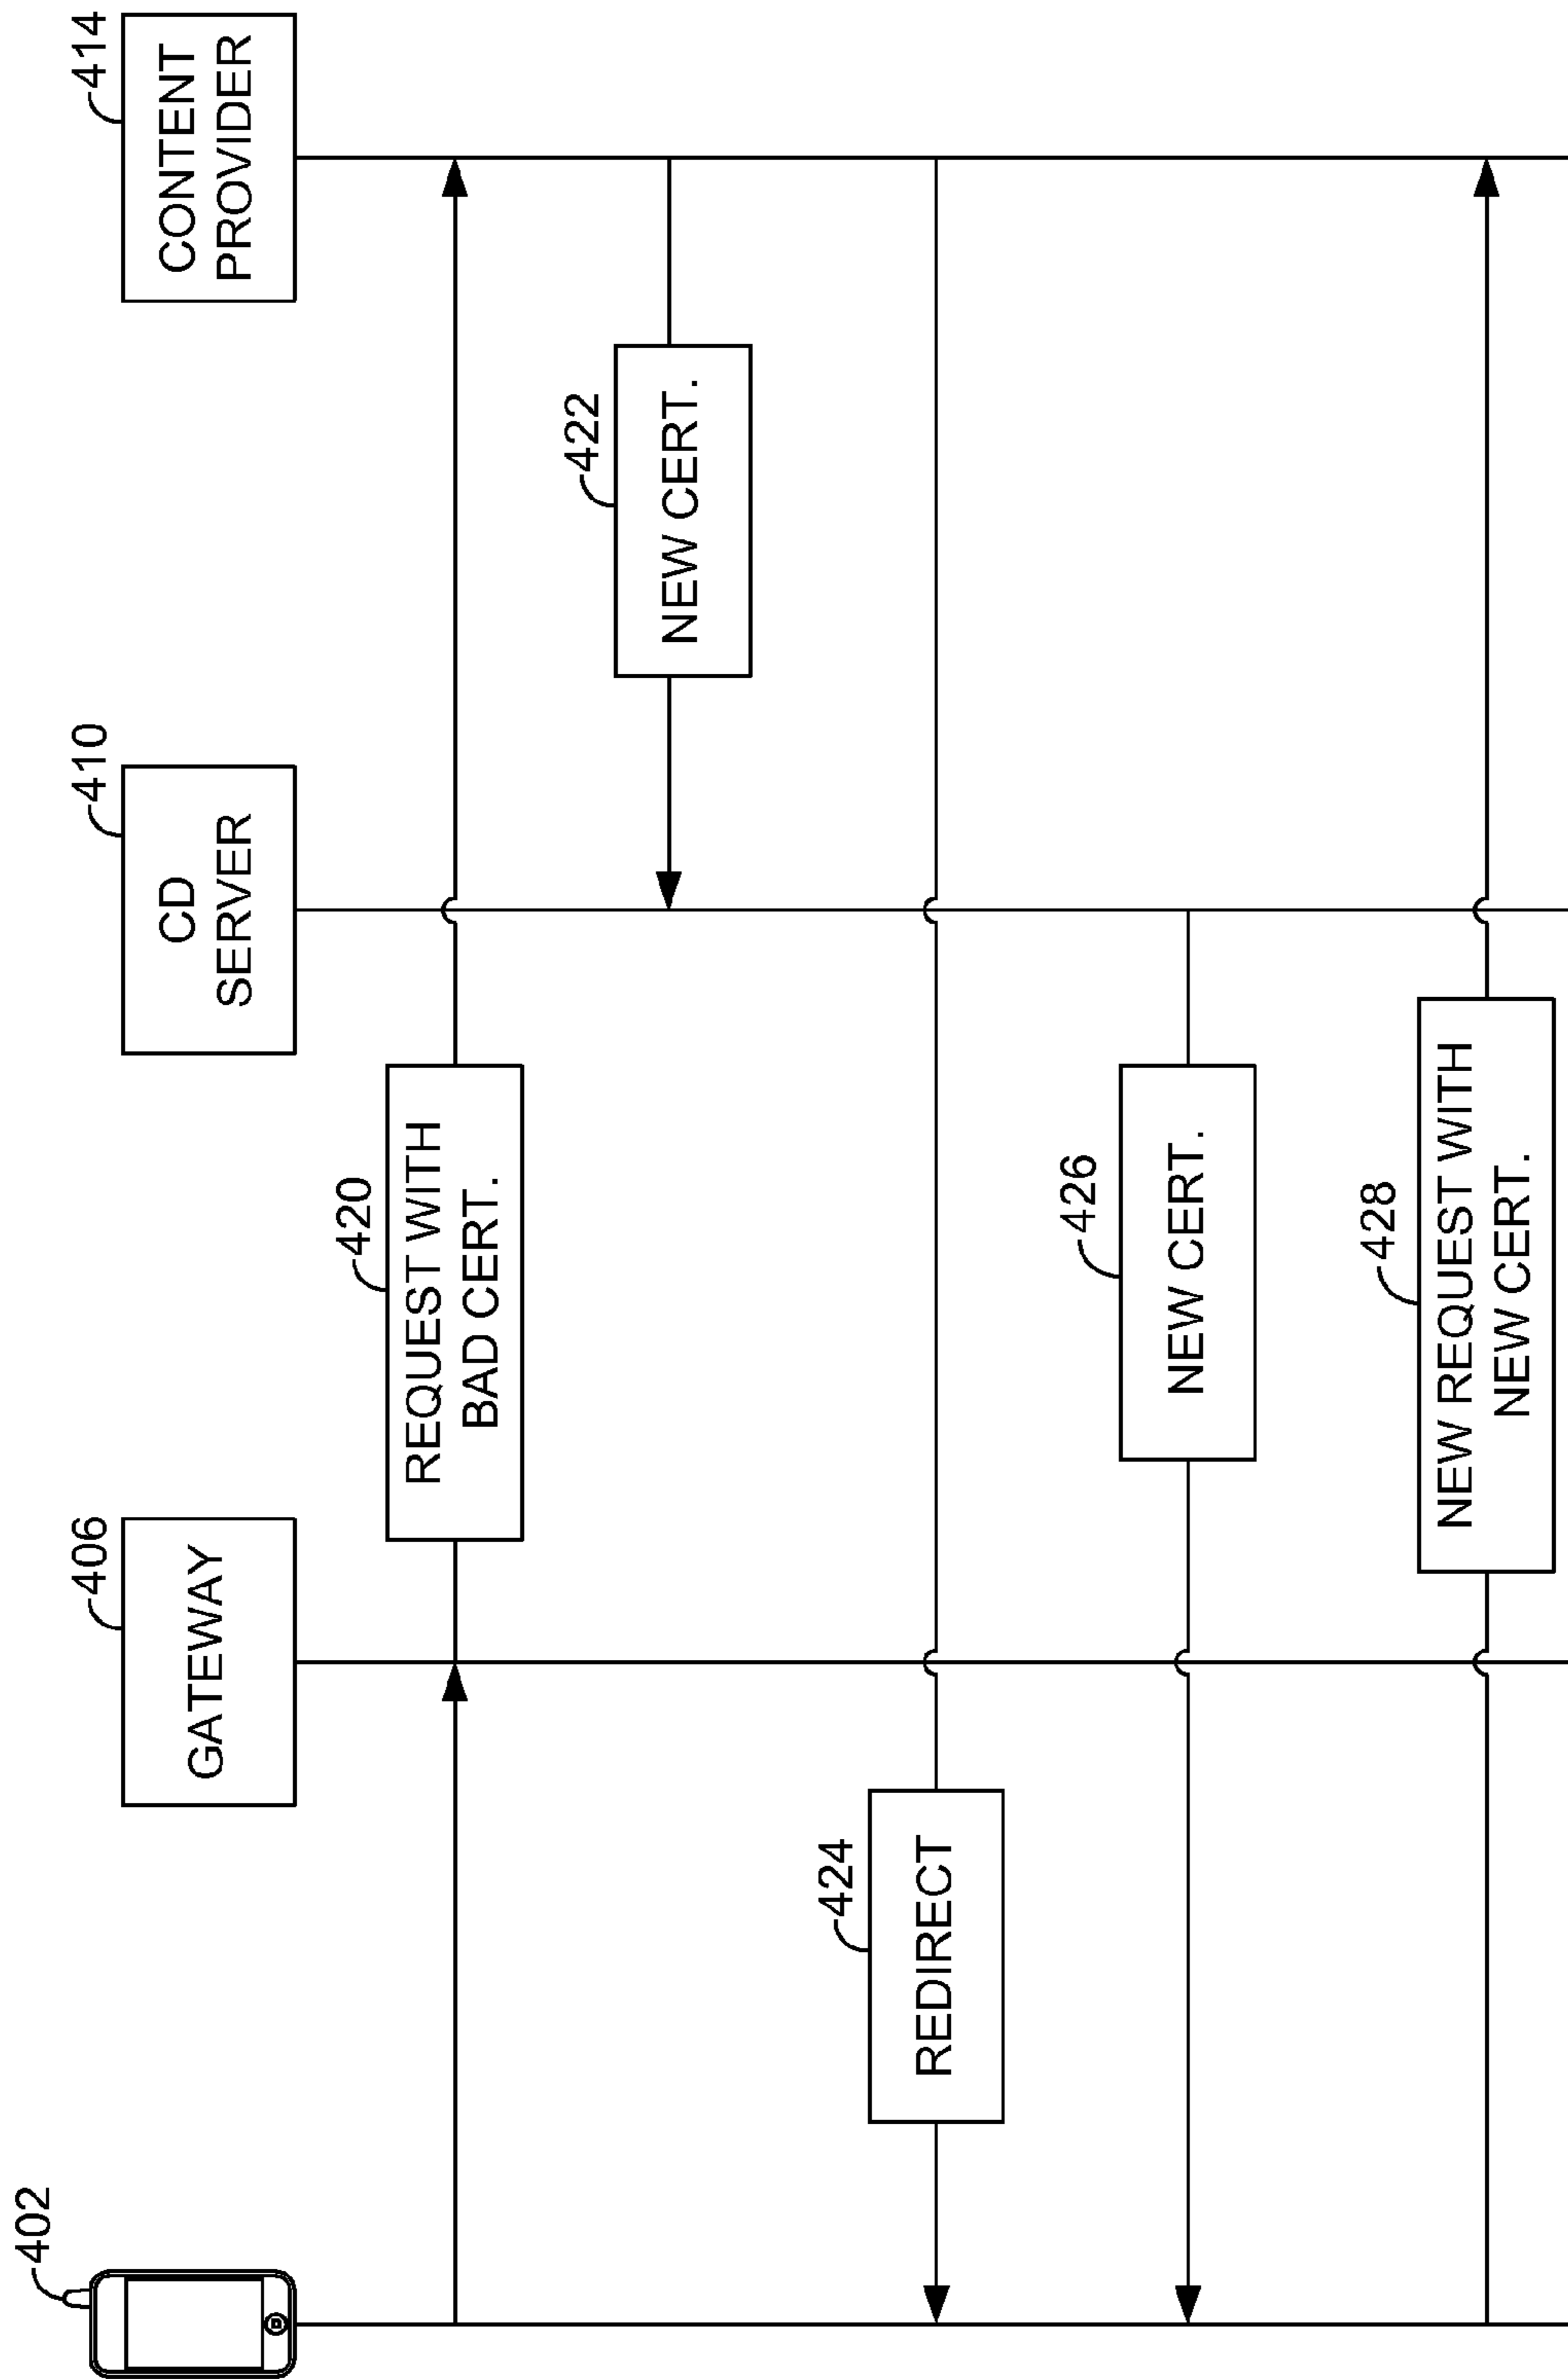 402
406
GATEWAY
410
CD
SERVER
414
CONTENT
PROVIDER
420
REQUEST WITH
BAD CERT.
422
NEW CERT.
424
REDIRECT
426
NEW CERT.
428
NEW REQUEST WITH
NEW CERT.